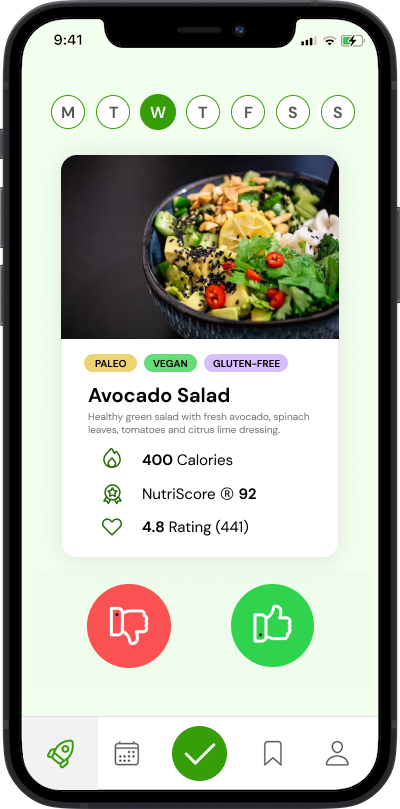 9:41
M T W T F S S
PALEO VEGAN GLUTEN-FREE
Avocado Salad
Healthy green salad with fresh avocado, spinach
leaves, tomatoes and citrus lime dressing.
400 Calories
NutriScore ® 92
4.8 Rating (441)